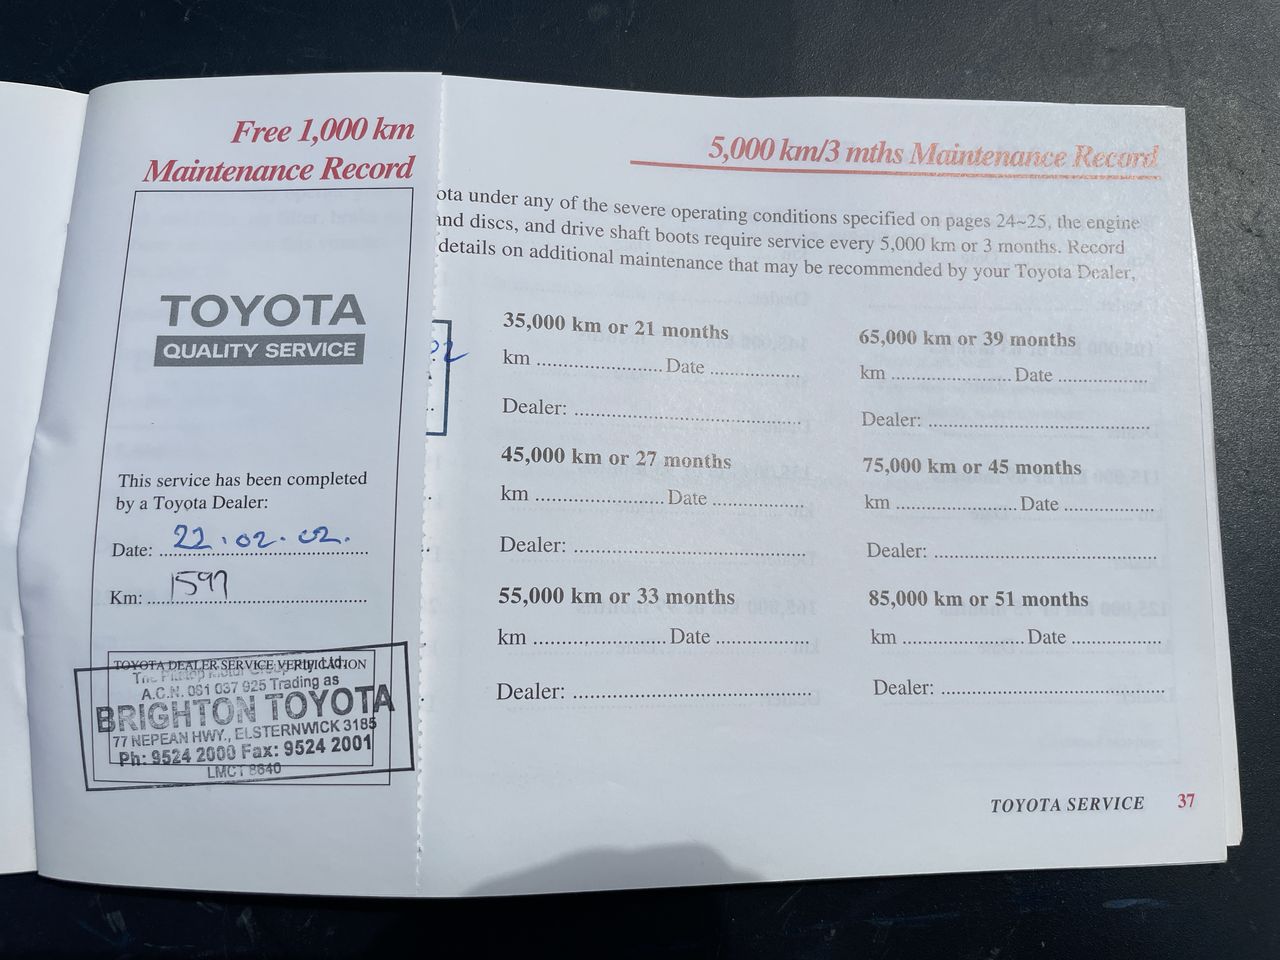 Free 1,000 km
Maintenance Record
TOYOTA
QUALITY SERVICE
This service has been completed
by a Toyota Dealer:
Date: 22.02.02.
Km: 1597
TOYOTA DEALER SERVICE VERIFICATION
Pty. Ltd.
A.C.N. 061 037 925 Trading as
BRIGHTON TOYOTA
77 NEPEAN HWY., ELSTERNWICK 3185
Ph: 9524 2000 Fax: 9524 2001
LMCT 8640
5,000 km/3 mths Maintenance Record
ota under any of the severe operating conditions specified on pages 24~25, the engine
and discs, and drive shaft boots require service every 5,000 km or 3 months. Record
details on additional maintenance that may be recommended by your Toyota Dealer,
35,000 km or 21 months
km ...................... Date ................
Dealer: ........................................
45,000 km or 27 months
km ...................... Date ................
Dealer: ........................................
55,000 km or 33 months
km ...................... Date ................
Dealer: ........................................
65,000 km or 39 months
km ...................... Date ................
Dealer: ........................................
75,000 km or 45 months
km ...................... Date ................
Dealer: ........................................
85,000 km or 51 months
km ...................... Date ................
Dealer: ........................................
TOYOTA SERVICE 37